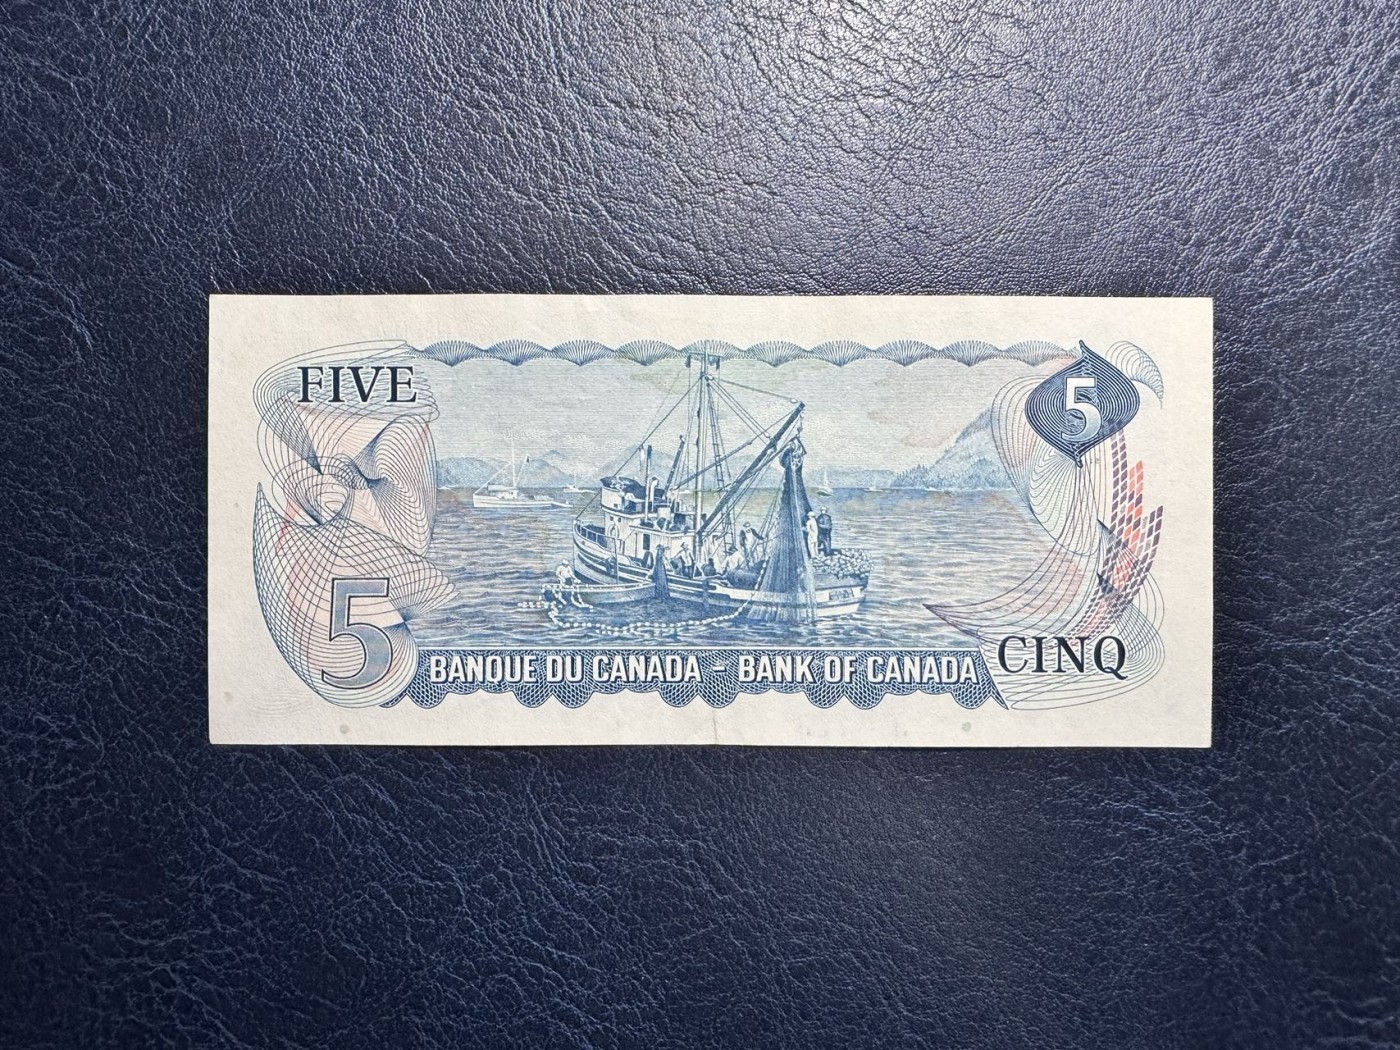 FIVE
5
5
BANQUE DU CANADA - BANK OF CANADA
CINQ